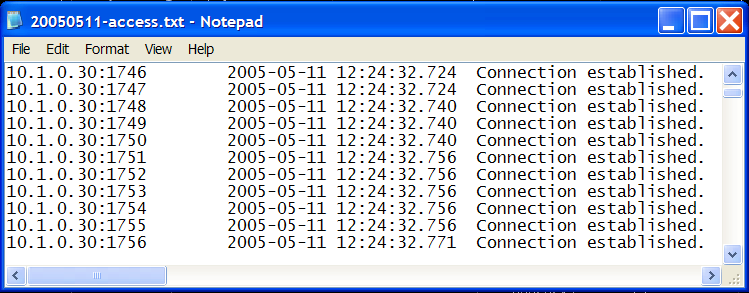 20050511-access.txt - Notepad
File Edit Format View Help
10.1.0.30:1746 2005-05-11 12:24:32.724 Connection established.
10.1.0.30:1747 2005-05-11 12:24:32.724 Connection established.
10.1.0.30:1748 2005-05-11 12:24:32.740 Connection established.
10.1.0.30:1749 2005-05-11 12:24:32.740 Connection established.
10.1.0.30:1750 2005-05-11 12:24:32.740 Connection established.
10.1.0.30:1751 2005-05-11 12:24:32.756 Connection established.
10.1.0.30:1752 2005-05-11 12:24:32.756 Connection established.
10.1.0.30:1753 2005-05-11 12:24:32.756 Connection established.
10.1.0.30:1754 2005-05-11 12:24:32.756 Connection established.
10.1.0.30:1755 2005-05-11 12:24:32.756 Connection established.
10.1.0.30:1756 2005-05-11 12:24:32.771 Connection established.